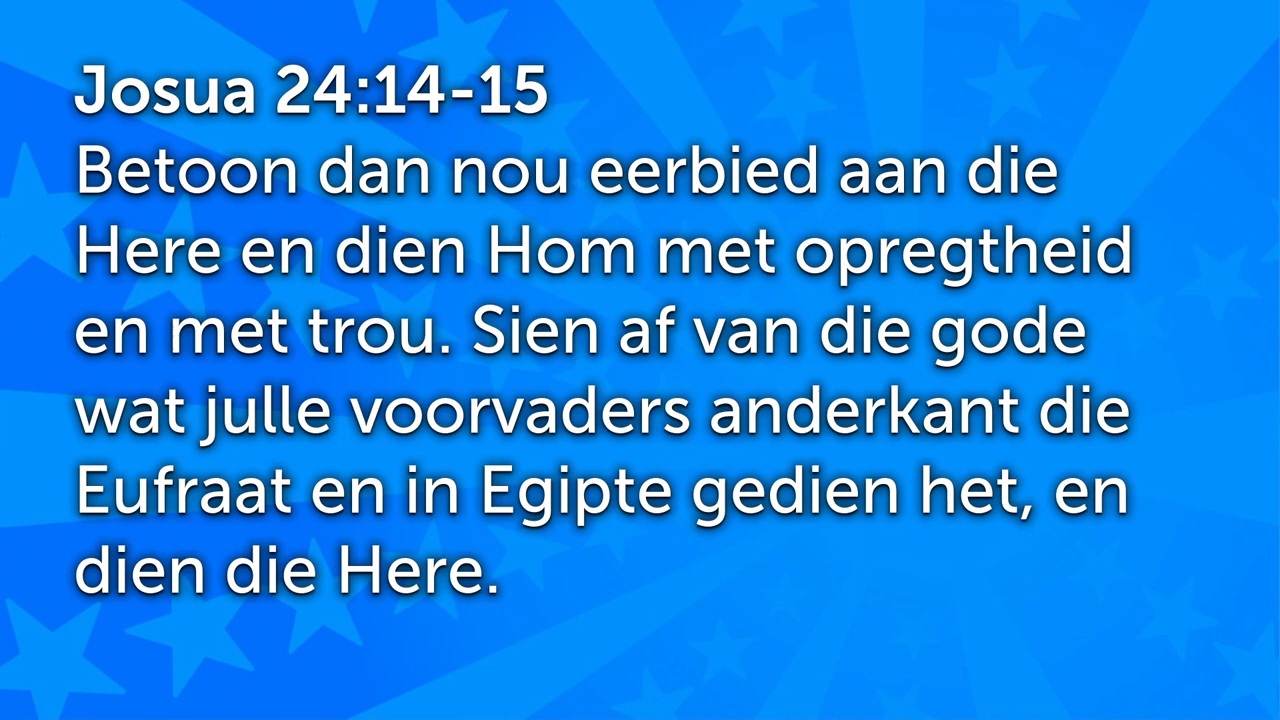 Josua 24:14-15
Betoon dan nou eerbied aan die
Here en dien Hom met opregtheid
en met trou. Sien af van die gode
wat julle voorvaders anderkant die
Eufraat en in Egipte gedien het, en
dien die Here.